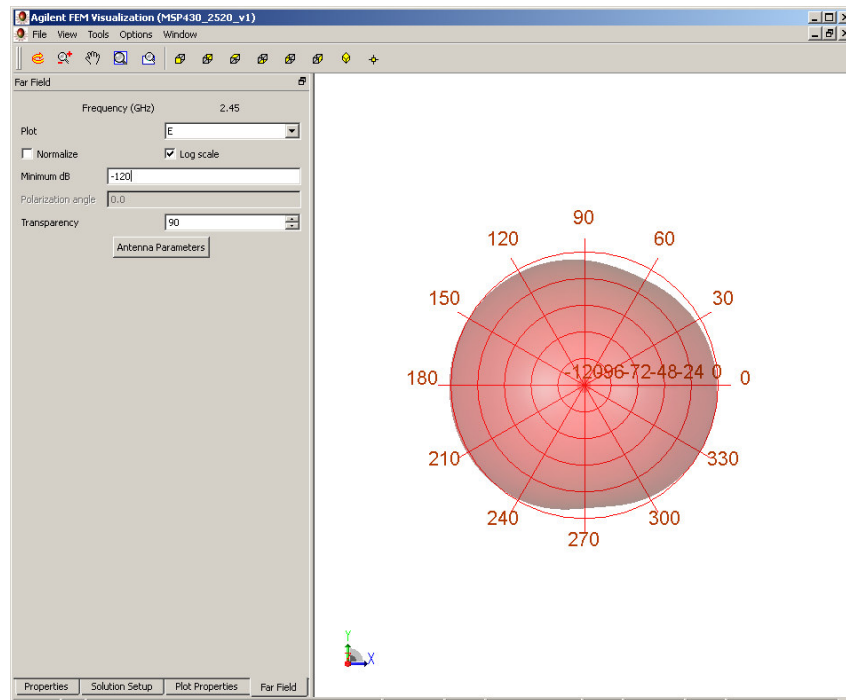 Agilent FEM Visualization (MSP430_2520_v1)
File View Tools Options Window
Far Field
Frequency (GHz) 2.45
Plot E
Normalize Log scale
Minimum dB -120
Polarization angle 0.0
Transparency 90
Antenna Parameters
90
120 60
150 30
180 -12096-72-48-24 0 0
210 330
240 300
270
Y
X
Properties Solution Setup Plot Properties Far Field